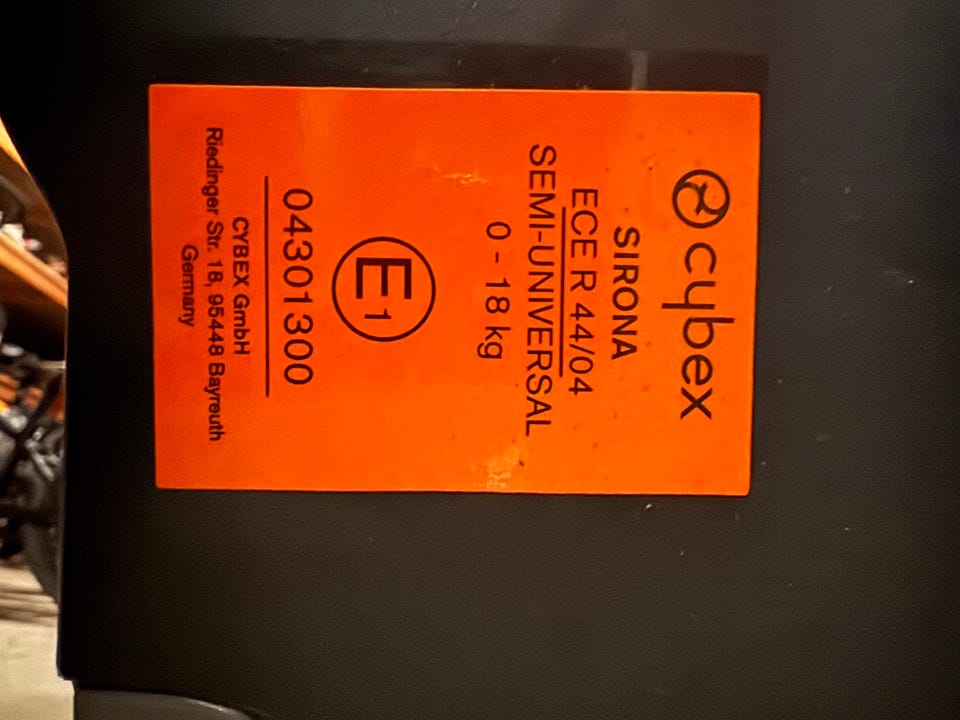 cybex
SIRONA
ECE R 44/04
SEMI-UNIVERSAL
0 - 18 kg
E1
04301300
CYBEX GmbH
Riedinger Str. 18, 95448 Bayreuth
Germany